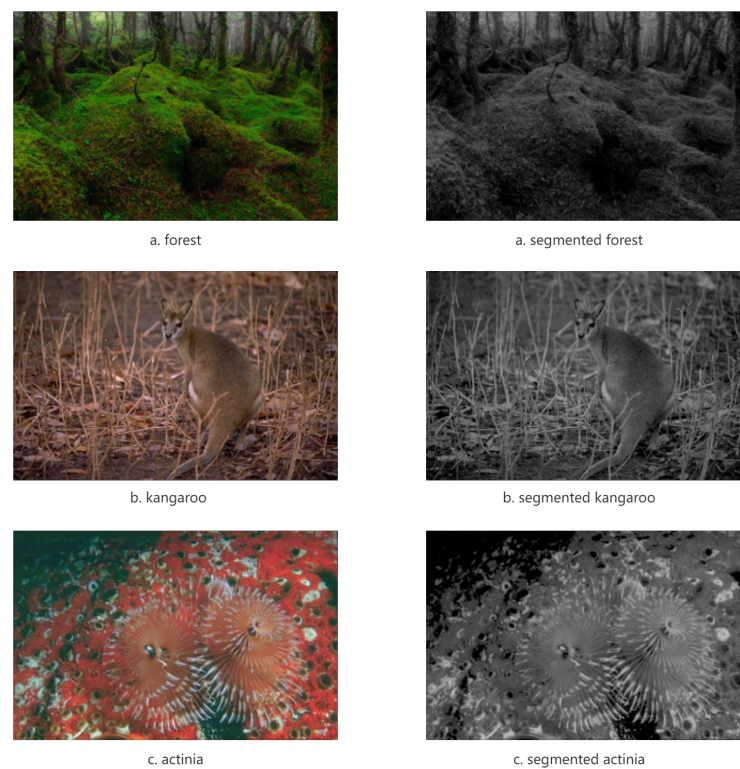 a. forest
a. segmented forest
b. kangaroo
b. segmented kangaroo
c. actinia
c. segmented actinia